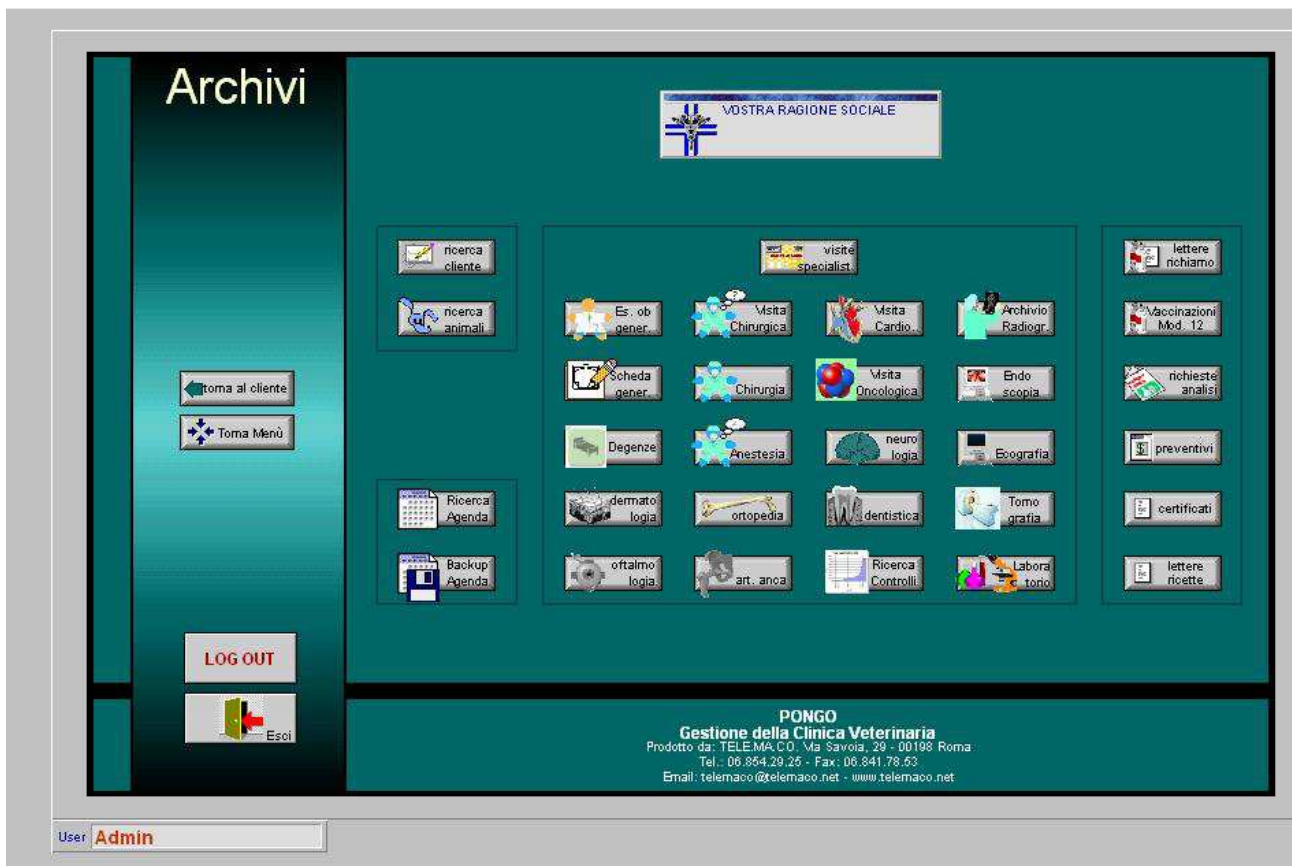 Archivi
VOSTRA RAGIONE SOCIALE
ricerca
cliente
ricerca
animali
torna al cliente
Torna Menù
Ricerca
Agenda
Backup
Agenda
LOG OUT
Esci
visite
specialist.
Es. ob
gener..
Visita
Chirurgica
Visita
Cardio..
Archivio
Radiogr.
Scheda
gener..
Chirurgia
Visita
Oncologica
Endo
scopia
Degenze
Anestesia
neuro
logia
Ecografia
dermato
logia
ortopedia
dentistica
Tomo
grafia
oftalmo
logia
art. anca
Ricerca
Controlli
Labora
torio
lettere
richiamo
Vaccinazioni
Mod. 12
richieste
analisi
preventivi
certificati
lettere
ricette
PONGO
Gestione della Clinica Veterinaria
Prodotto da: TELE.MA.CO. Via Savoia, 29 - 00198 Roma
Tel.: 06.854.29.25 - Fax: 06.841.78.53
Email: telemaco@telemaco.net - www.telemaco.net
User Admin